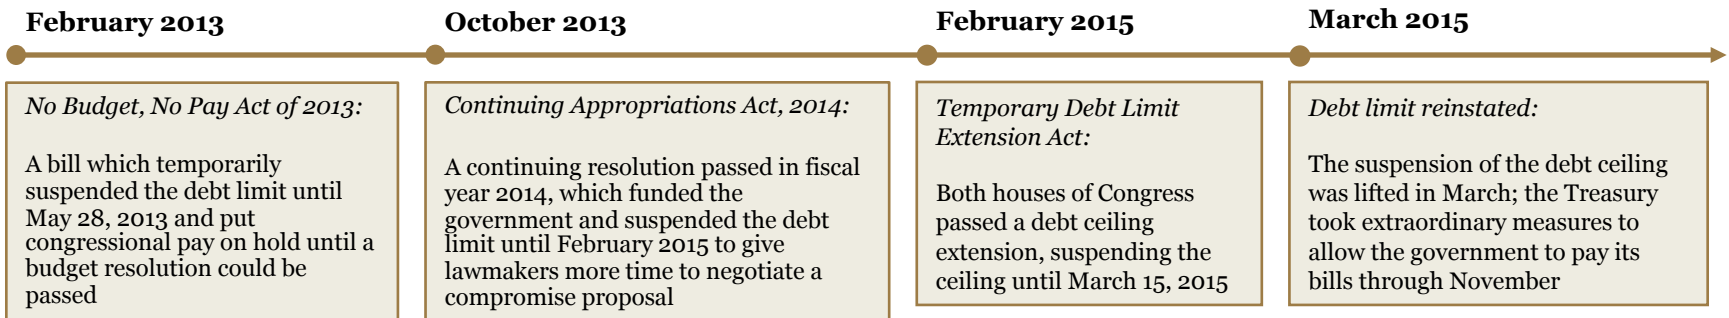 February 2013
October 2013
February 2015
March 2015
No Budget, No Pay Act of 2013:
A bill which temporarily
suspended the debt limit until
May 28, 2013 and put
congressional pay on hold until a
budget resolution could be
passed
Continuing Appropriations Act, 2014:
A continuing resolution passed in fiscal
year 2014, which funded the
government and suspended the debt
limit until February 2015 to give
lawmakers more time to negotiate a
compromise proposal
Temporary Debt Limit
Extension Act:
Both houses of Congress
passed a debt ceiling
extension, suspending the
ceiling until March 15, 2015
Debt limit reinstated:
The suspension of the debt ceiling
was lifted in March; the Treasury
took extraordinary measures to
allow the government to pay its
bills through November